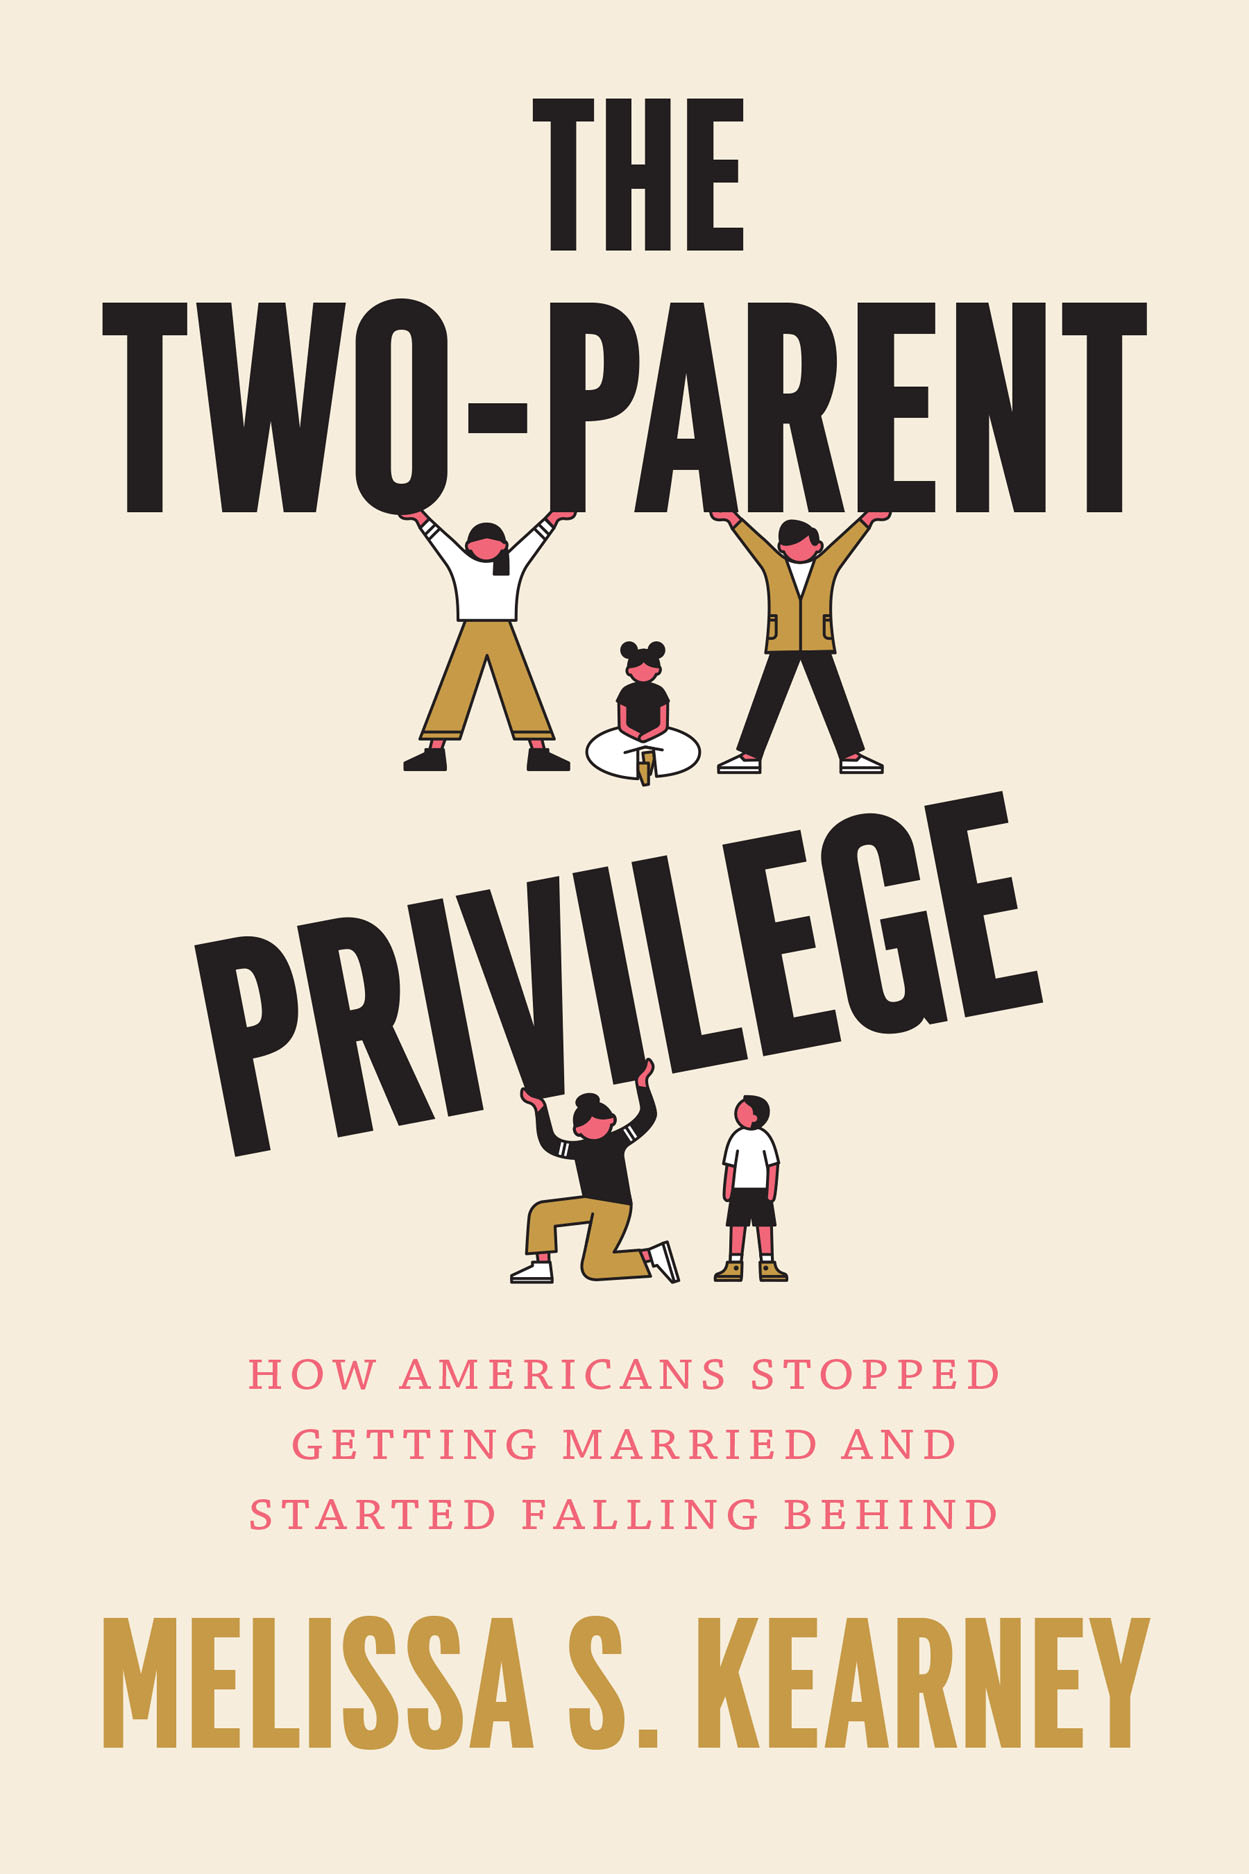 THE
TWO-PARENT
PRIVILEGE
HOW AMERICANS STOPPED
GETTING MARRIED AND
STARTED FALLING BEHIND
MELISSA S. KEARNEY